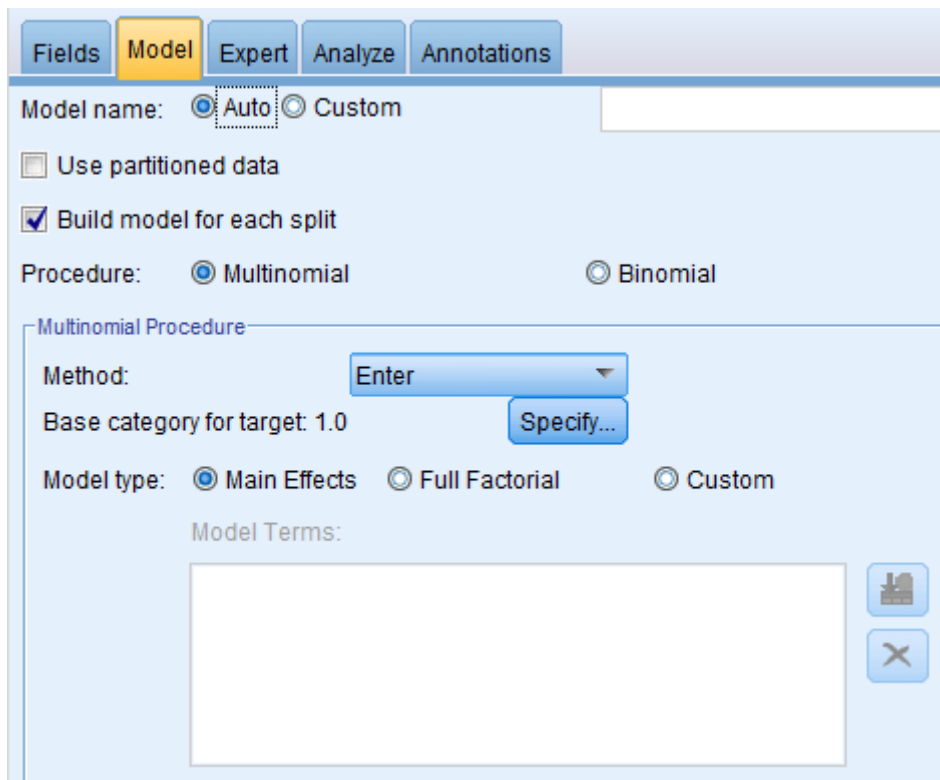 Fields Model Expert Analyze Annotations
Model name: Auto Custom
Use partitioned data
Build model for each split
Procedure: Multinomial Binomial
Multinomial Procedure
Method: Enter
Base category for target: 1.0 Specify...
Model type: Main Effects Full Factorial Custom
Model Terms: